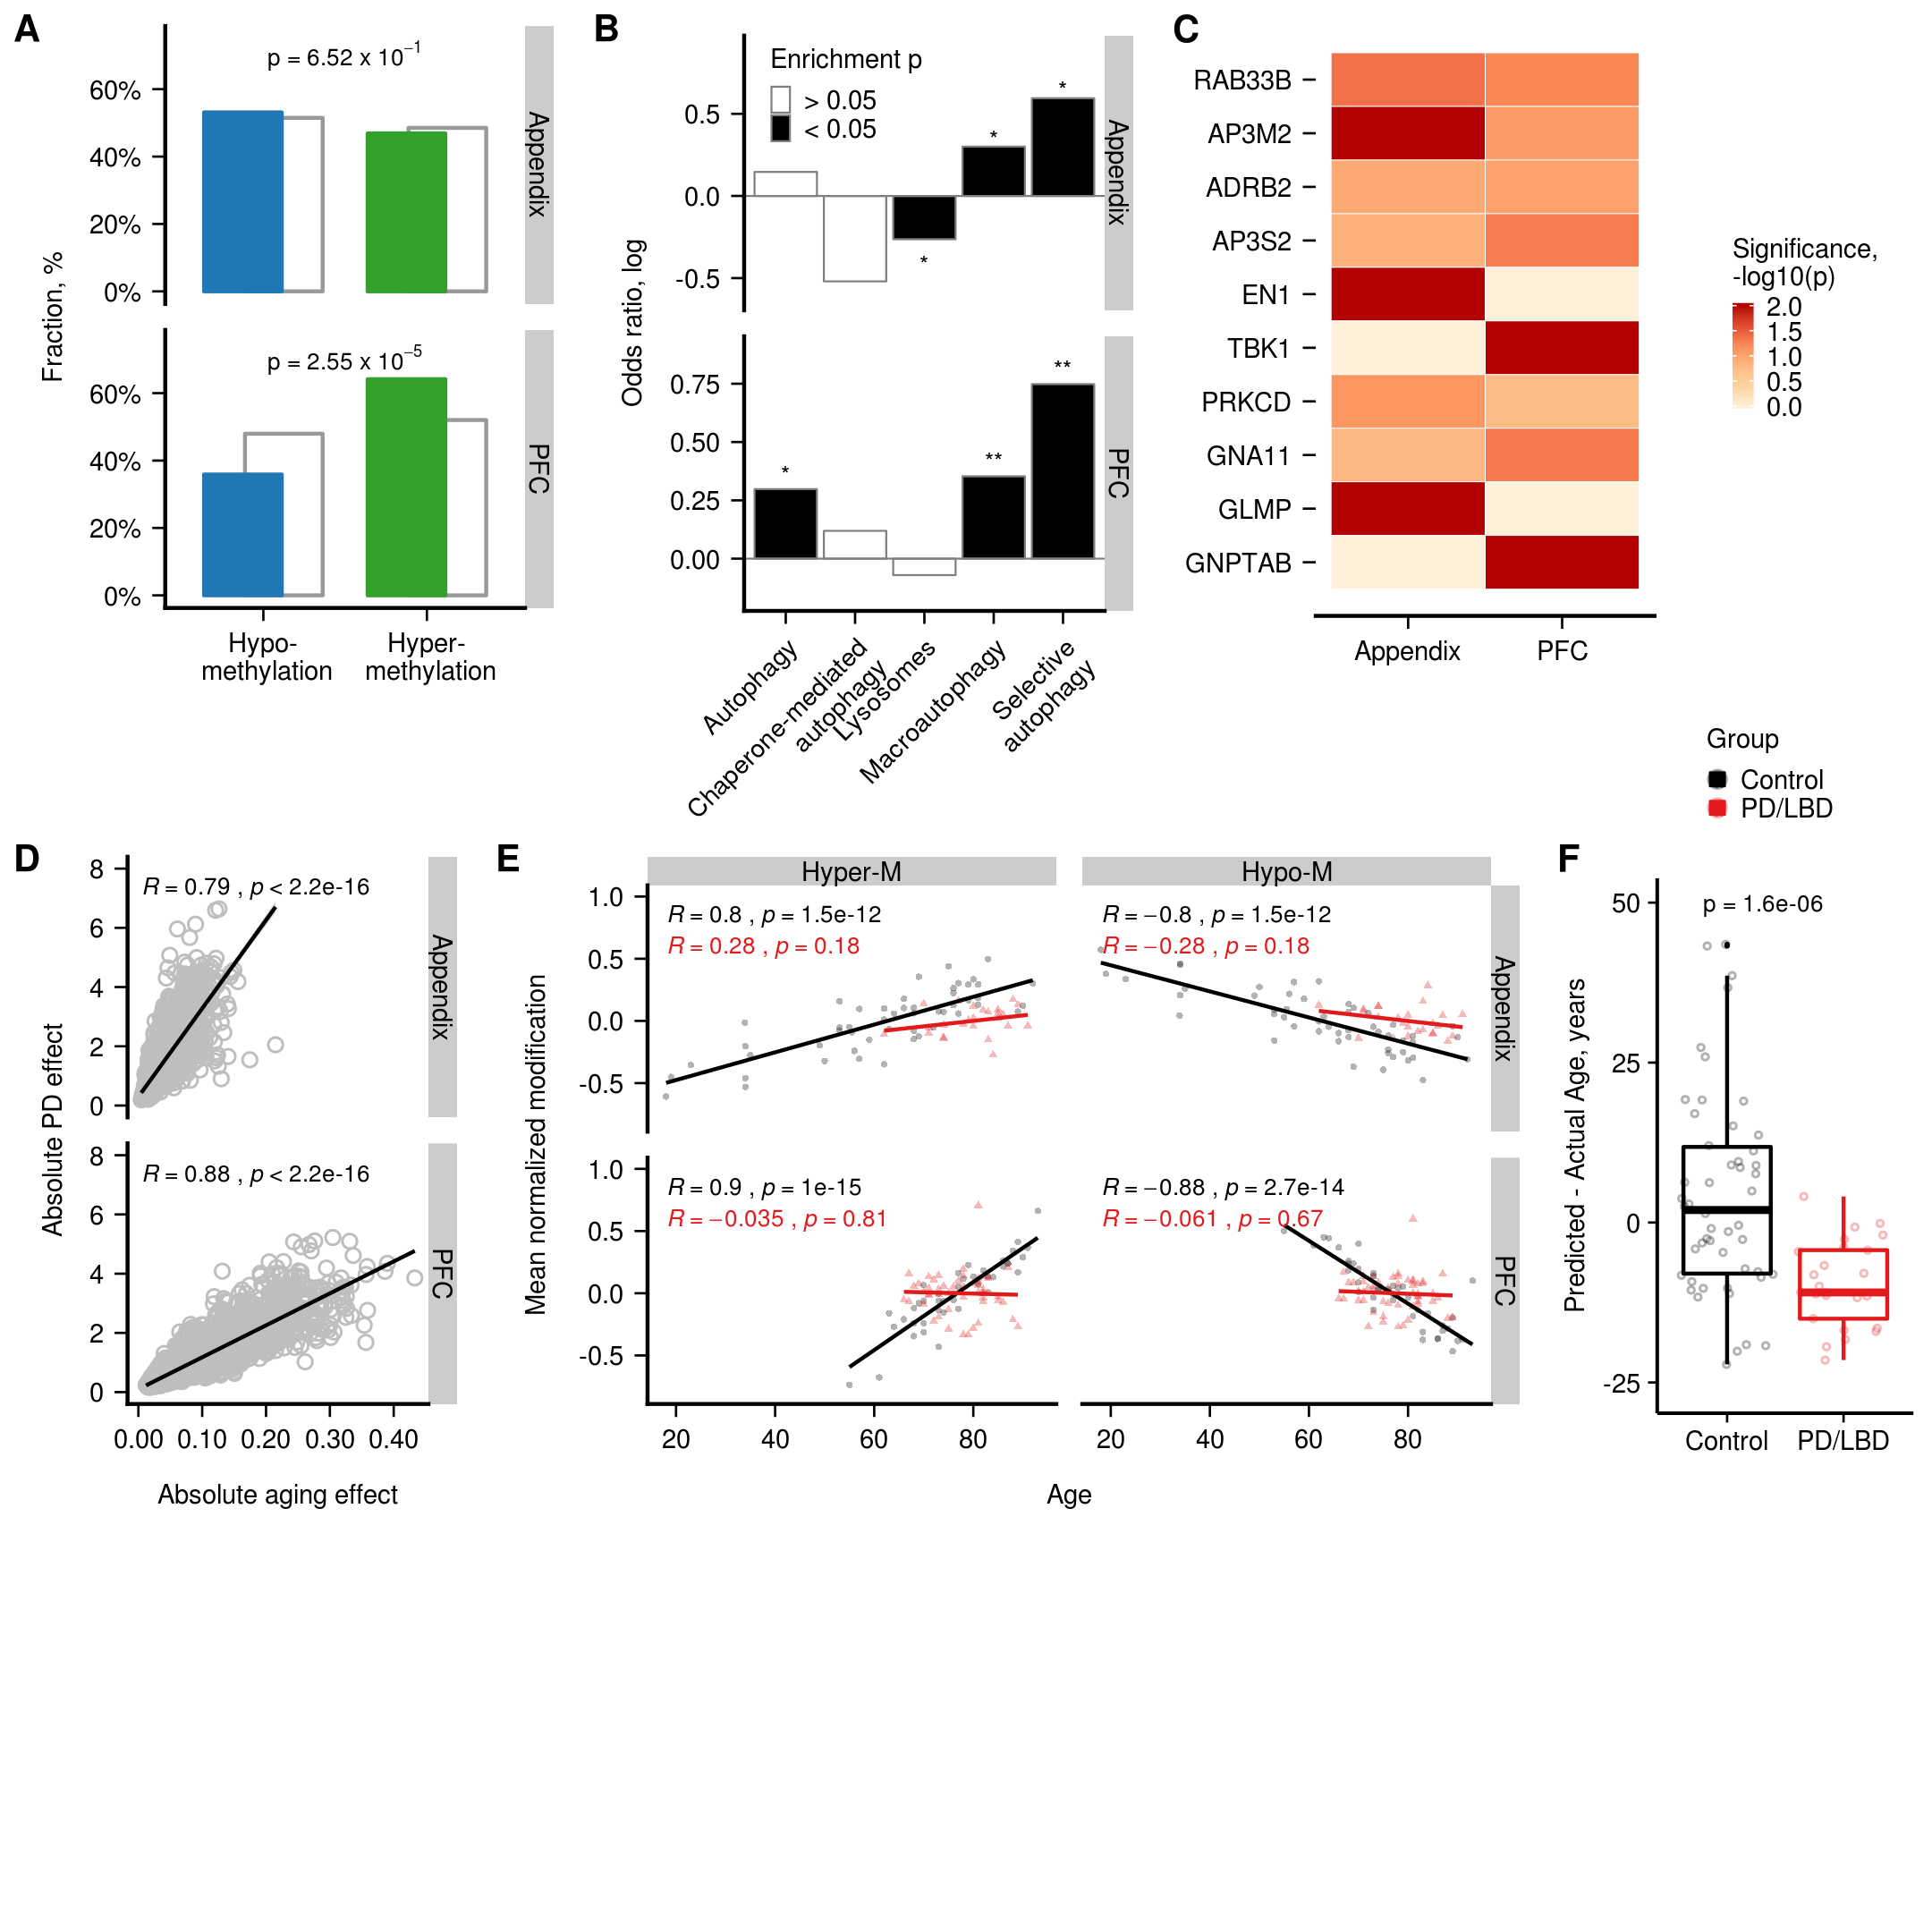 A
p = 6.52 x 10−1
60%
40%
20%
0%
Appendix
p = 2.55 x 10−5
60%
40%
20%
0%
PFC
Fraction, %
Hypo-
methylation
Hyper-
methylation
B
Enrichment p
> 0.05
< 0.05
0.5
0.0
-0.5
*
*
*
Appendix
0.75
0.50
0.25
0.00
*
**
**
PFC
Odds ratio, log
Autophagy
Chaperone-mediated
autophagy
Lysosomes
Macroautophagy
Selective
autophagy
C
RAB33B
AP3M2
ADRB2
AP3S2
EN1
TBK1
PRKCD
GNA11
GLMP
GNPTAB
Appendix
PFC
Significance,
-log10(p)
2.0
1.5
1.0
0.5
0.0
Group
Control
PD/LBD
D
8
6
4
2
0
R = 0.79 , p < 2.2e-16
Appendix
8
6
4
2
0
R = 0.88 , p < 2.2e-16
PFC
Absolute PD effect
0.00 0.10 0.20 0.30 0.40
Absolute aging effect
E
Hyper-M
Hypo-M
1.0
0.5
0.0
-0.5
R = 0.8 , p = 1.5e-12
R = 0.28 , p = 0.18
R = −0.8 , p = 1.5e-12
R = −0.28 , p = 0.18
Appendix
1.0
0.5
0.0
-0.5
R = 0.9 , p = 1e-15
R = −0.035 , p = 0.81
R = −0.88 , p = 2.7e-14
R = −0.061 , p = 0.67
PFC
Mean normalized modification
20 40 60 80
20 40 60 80
Age
F
p = 1.6e-06
50
25
0
-25
Predicted - Actual Age, years
Control
PD/LBD